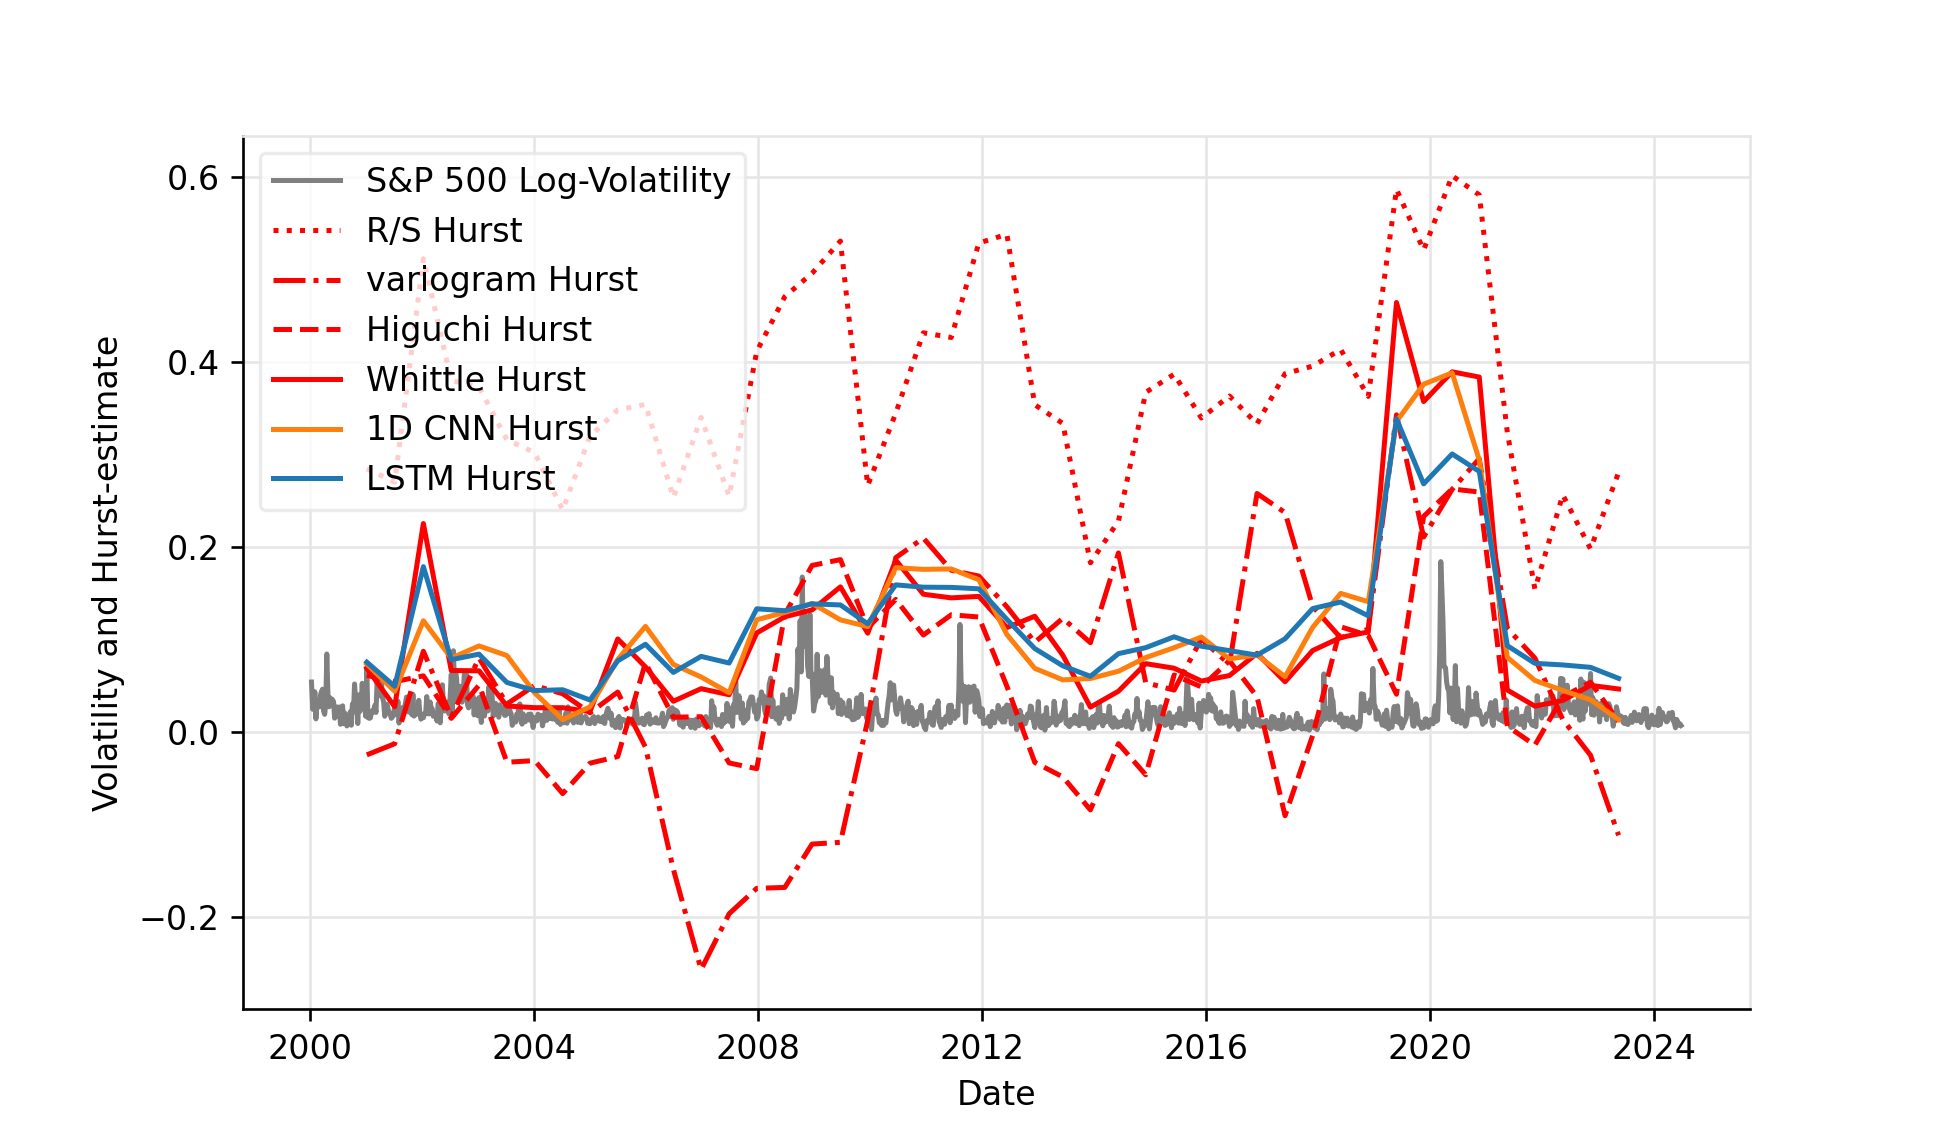 S&P 500 Log-Volatility
R/S Hurst
variogram Hurst
Higuchi Hurst
Whittle Hurst
1D CNN Hurst
LSTM Hurst
0.6
0.4
0.2
0.0
−0.2
Volatility and Hurst-estimate
2000 2004 2008 2012 2016 2020 2024
Date